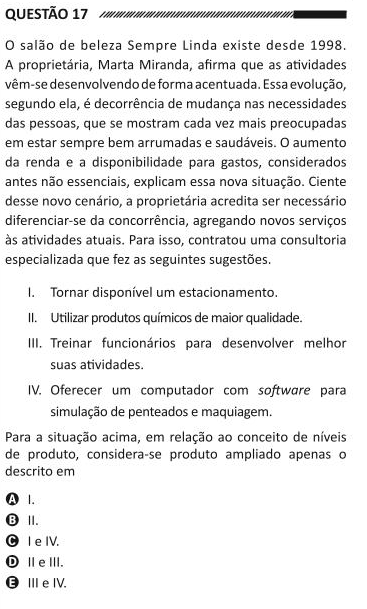 QUESTÃO 17
O salão de beleza Sempre Linda existe desde 1998.
A proprietária, Marta Miranda, afirma que as atividades
vêm-se desenvolvendo de forma acentuada. Essa evolução,
segundo ela, é decorrência de mudança nas necessidades
das pessoas, que se mostram cada vez mais preocupadas
em estar sempre bem arrumadas e saudáveis. O aumento
da renda e a disponibilidade para gastos, considerados
antes não essenciais, explicam essa nova situação. Ciente
desse novo cenário, a proprietária acredita ser necessário
diferenciar-se da concorrência, agregando novos serviços
às atividades atuais. Para isso, contratou uma consultoria
especializada que fez as seguintes sugestões.
I. Tornar disponível um estacionamento.
II. Utilizar produtos químicos de maior qualidade.
III. Treinar funcionários para desenvolver melhor
suas atividades.
IV. Oferecer um computador com software para
simulação de penteados e maquiagem.
Para a situação acima, em relação ao conceito de níveis
de produto, considera-se produto ampliado apenas o
descrito em
A I.
B II.
C I e IV.
D II e III.
E III e IV.